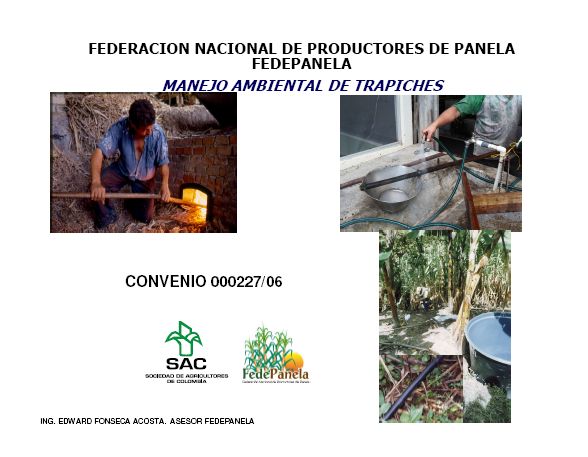 FEDERACION NACIONAL DE PRODUCTORES DE PANELA
FEDEPANELA
MANEJO AMBIENTAL DE TRAPICHES
CONVENIO 000227/06
SAC
SOCIEDAD DE AGRICULTORES
DE COLOMBIA
FedePanela
ING. EDWARD FONSECA ACOSTA. ASESOR FEDEPANELA